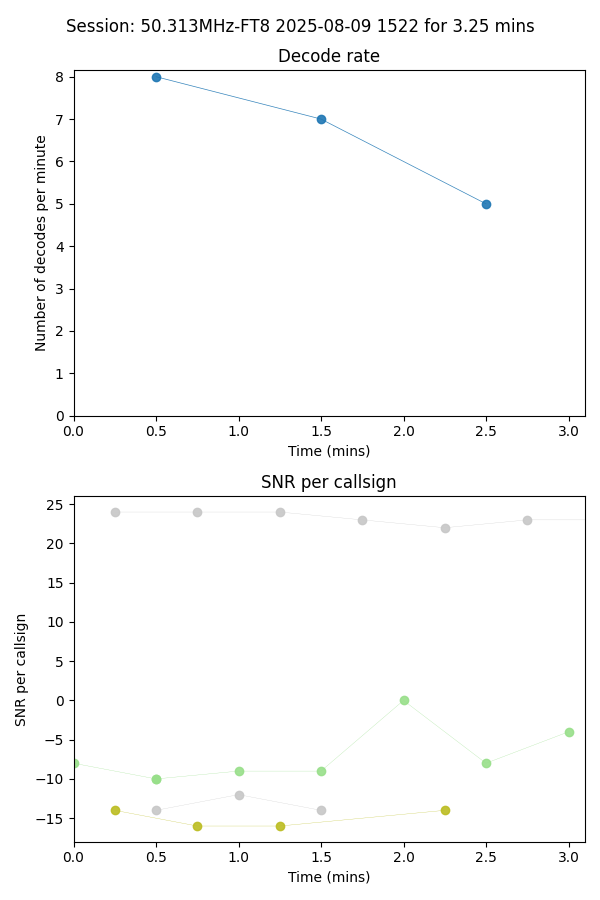 Session: 50.313MHz-FT8 2025-08-09 1522 for 3.25 mins
Decode rate
Number of decodes per minute
8
7
6
5
4
3
2
1
0
0.0 0.5 1.0 1.5 2.0 2.5 3.0
Time (mins)
SNR per callsign
SNR per callsign
25
20
15
10
5
0
−5
−10
−15
0.0 0.5 1.0 1.5 2.0 2.5 3.0
Time (mins)